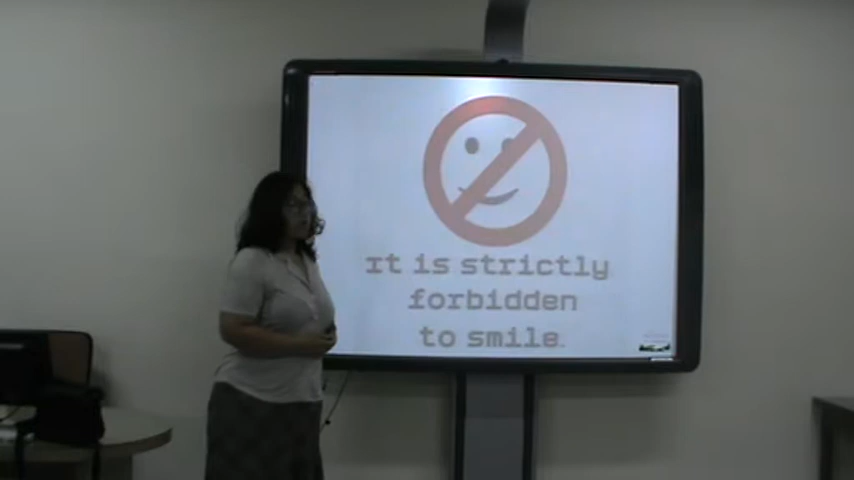 It is strictly
forbidden
to smile.